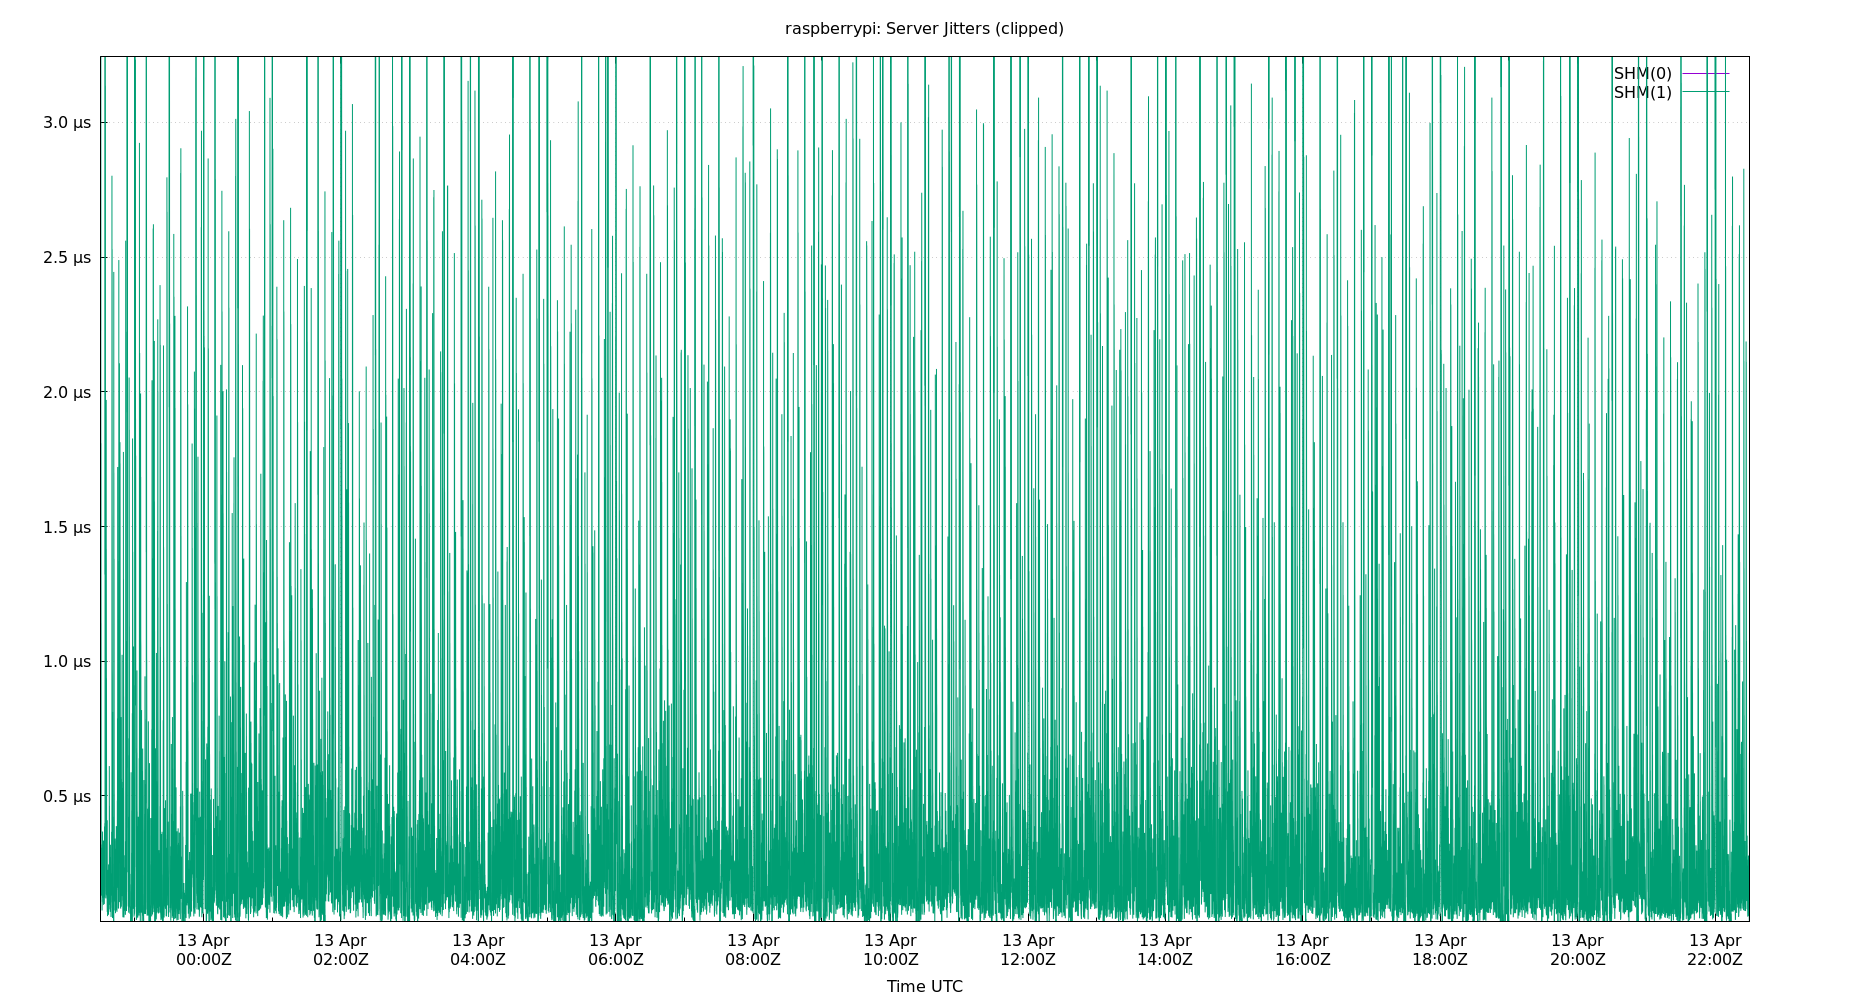 raspberrypi: Server Jitters (clipped)
SHM(0)
SHM(1)
3.0 µs
2.5 µs
2.0 µs
1.5 µs
1.0 µs
0.5 µs
13 Apr 13 Apr 13 Apr 13 Apr 13 Apr 13 Apr 13 Apr 13 Apr 13 Apr 13 Apr 13 Apr 13 Apr
00:00Z 02:00Z 04:00Z 06:00Z 08:00Z 10:00Z 12:00Z 14:00Z 16:00Z 18:00Z 20:00Z 22:00Z
Time UTC